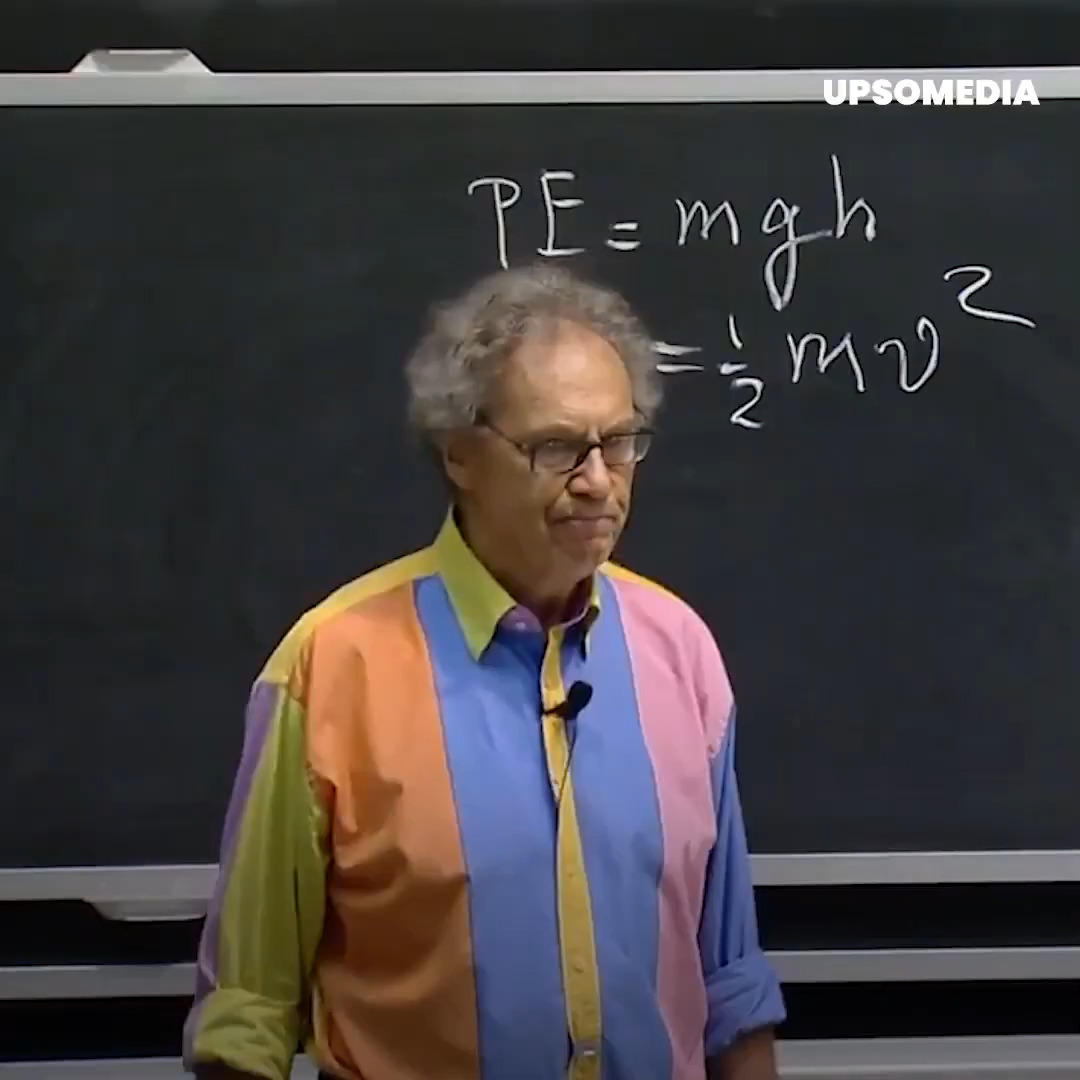 UPSOMEDIA
PE = mgh
= 1/2 mv²